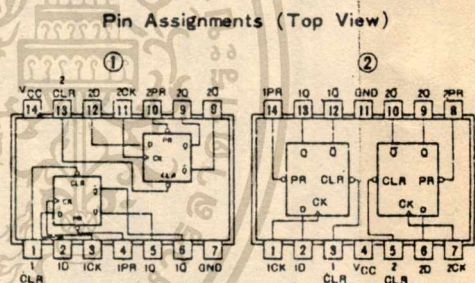 Pin Assignments (Top View)
① ②
2
VCC CLR 2D 2CK 2PR 2Q 2Q̅
14 13 12 11 10 9 8
D PR Q
CK Q̅
CLR
CLR
D Q̅
CK
PR Q
1 2 3 4 5 6 7
1 1D 1CK 1PR 1Q 1Q̅ GND
CLR
1PR 1Q 1Q̅ GND 2Q̅ 2Q 2PR
14 13 12 11 10 9 8
Q Q̅ Q̅ Q
PR CLR CLR PR
CK CK
D D
1 2 3 4 5 6 7
1CK 1D 1 VCC 2 2D 2CK
CLR CLR